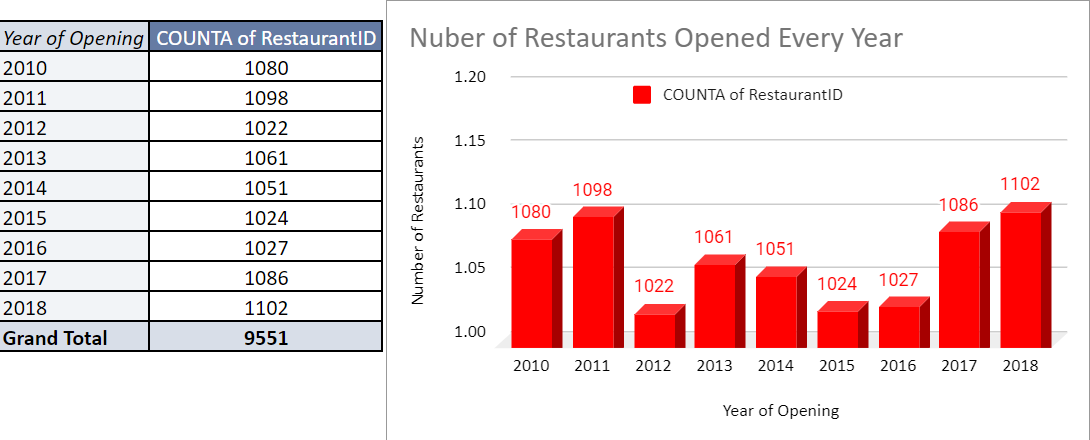 Year of Opening COUNTA of RestaurantID
2010 1080
2011 1098
2012 1022
2013 1061
2014 1051
2015 1024
2016 1027
2017 1086
2018 1102
Grand Total 9551
Nuber of Restaurants Opened Every Year
COUNTA of RestaurantID
Number of Restaurants
1.20
1.15
1.10
1.05
1.00
1080 1098 1022 1061 1051 1024 1027 1086 1102
2010 2011 2012 2013 2014 2015 2016 2017 2018
Year of Opening